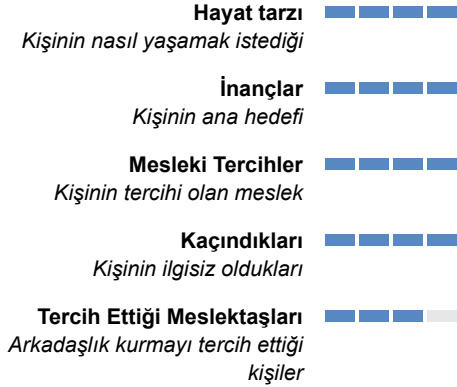 Hayat tarzı
Kişinin nasıl yaşamak istediği
İnançlar
Kişinin ana hedefi
Mesleki Tercihler
Kişinin tercihi olan meslek
Kaçındıkları
Kişinin ilgisiz oldukları
Tercih Ettiği Meslektaşları
Arkadaşlık kurmayı tercih ettiği
kişiler